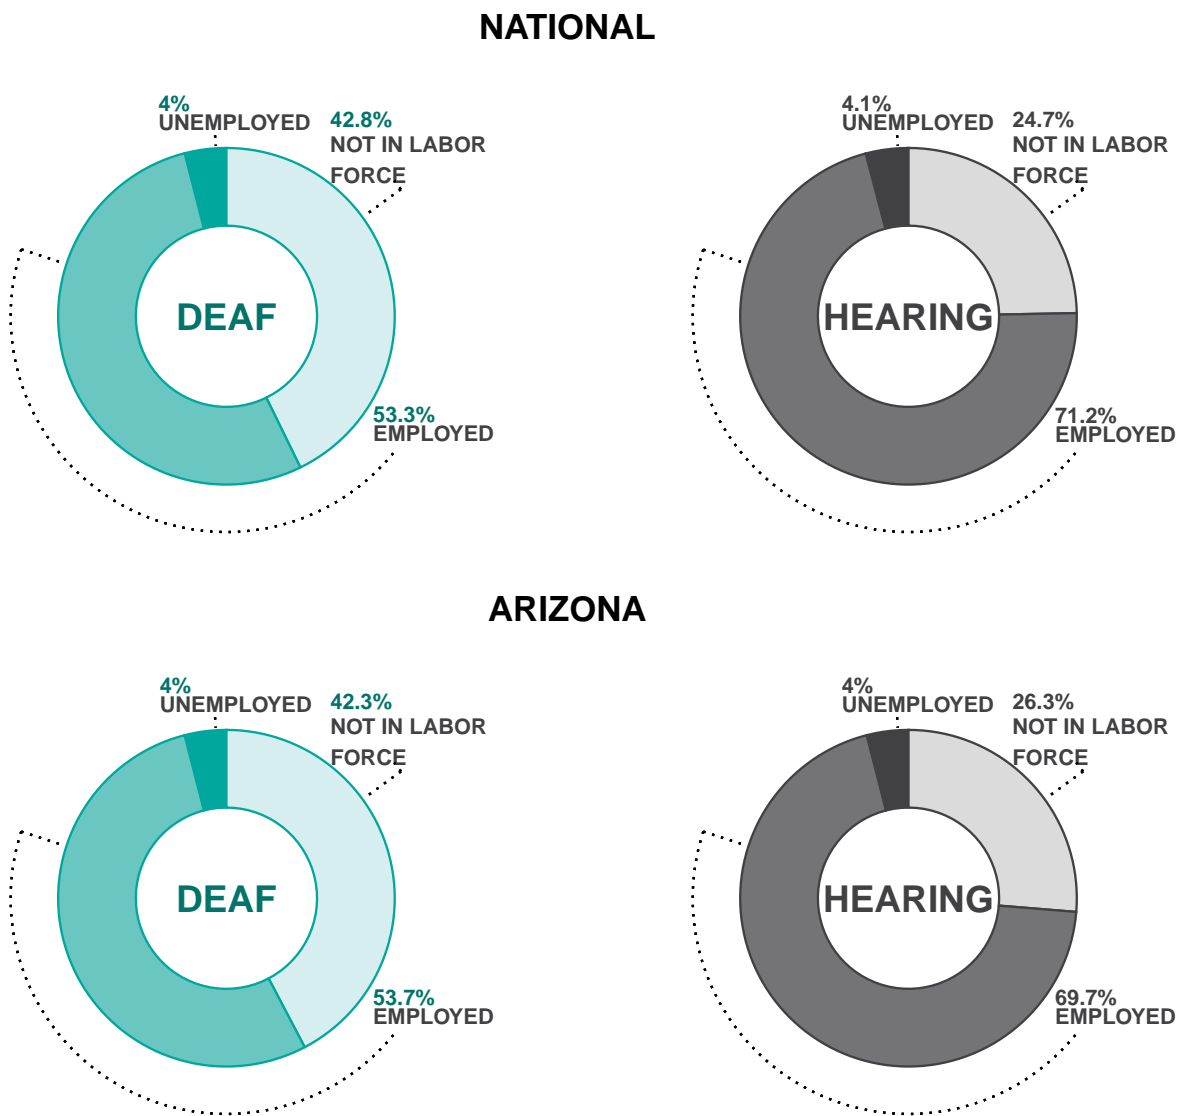 NATIONAL
4%
UNEMPLOYED
42.8%
NOT IN LABOR
FORCE
DEAF
53.3%
EMPLOYED
4.1%
UNEMPLOYED
24.7%
NOT IN LABOR
FORCE
HEARING
71.2%
EMPLOYED
ARIZONA
4%
UNEMPLOYED
42.3%
NOT IN LABOR
FORCE
DEAF
53.7%
EMPLOYED
4%
UNEMPLOYED
26.3%
NOT IN LABOR
FORCE
HEARING
69.7%
EMPLOYED